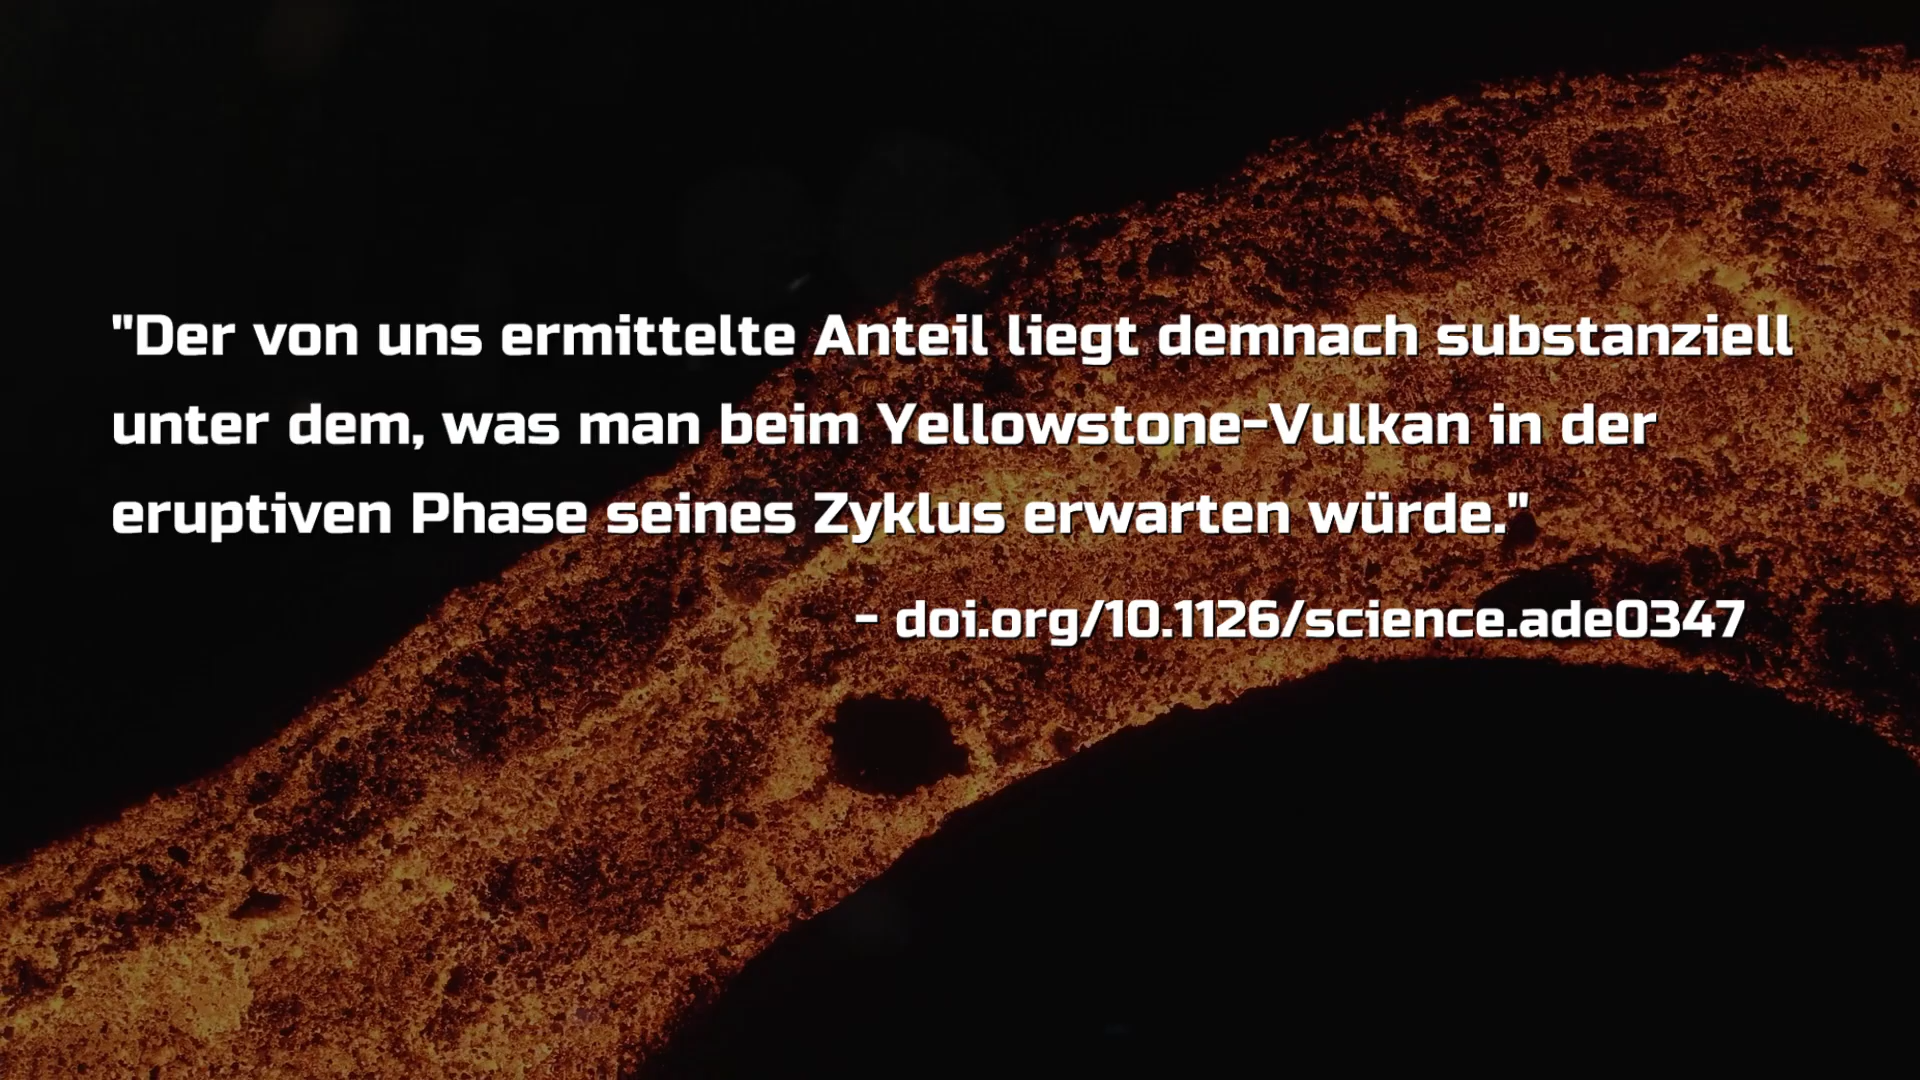 "Der von uns ermittelte Anteil liegt demnach substanziell
unter dem, was man beim Yellowstone-Vulkan in der
eruptiven Phase seines Zyklus erwarten würde."
- doi.org/10.1126/science.ade0347